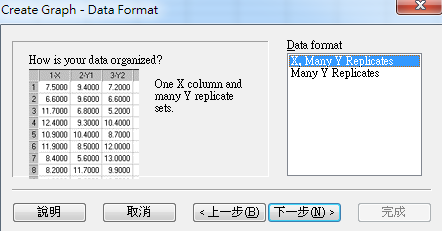 Create Graph - Data Format
How is your data organized?
1-X 2-Y1 3-Y2
1 7.5000 9.4000 7.2000
2 6.6000 9.6000 6.6000
3 11.7000 6.8000 5.2000
4 12.4000 9.3000 10.4000
5 10.9000 10.4000 8.7000
6 11.9000 8.5000 12.0000
7 8.4000 5.6000 13.0000
8 8.2000 11.7000 9.9000
One X column and
many Y replicate
sets.
Data format
X, Many Y Replicates
Many Y Replicates
說明
取消
< 上一步(B)
下一步(N) >
完成